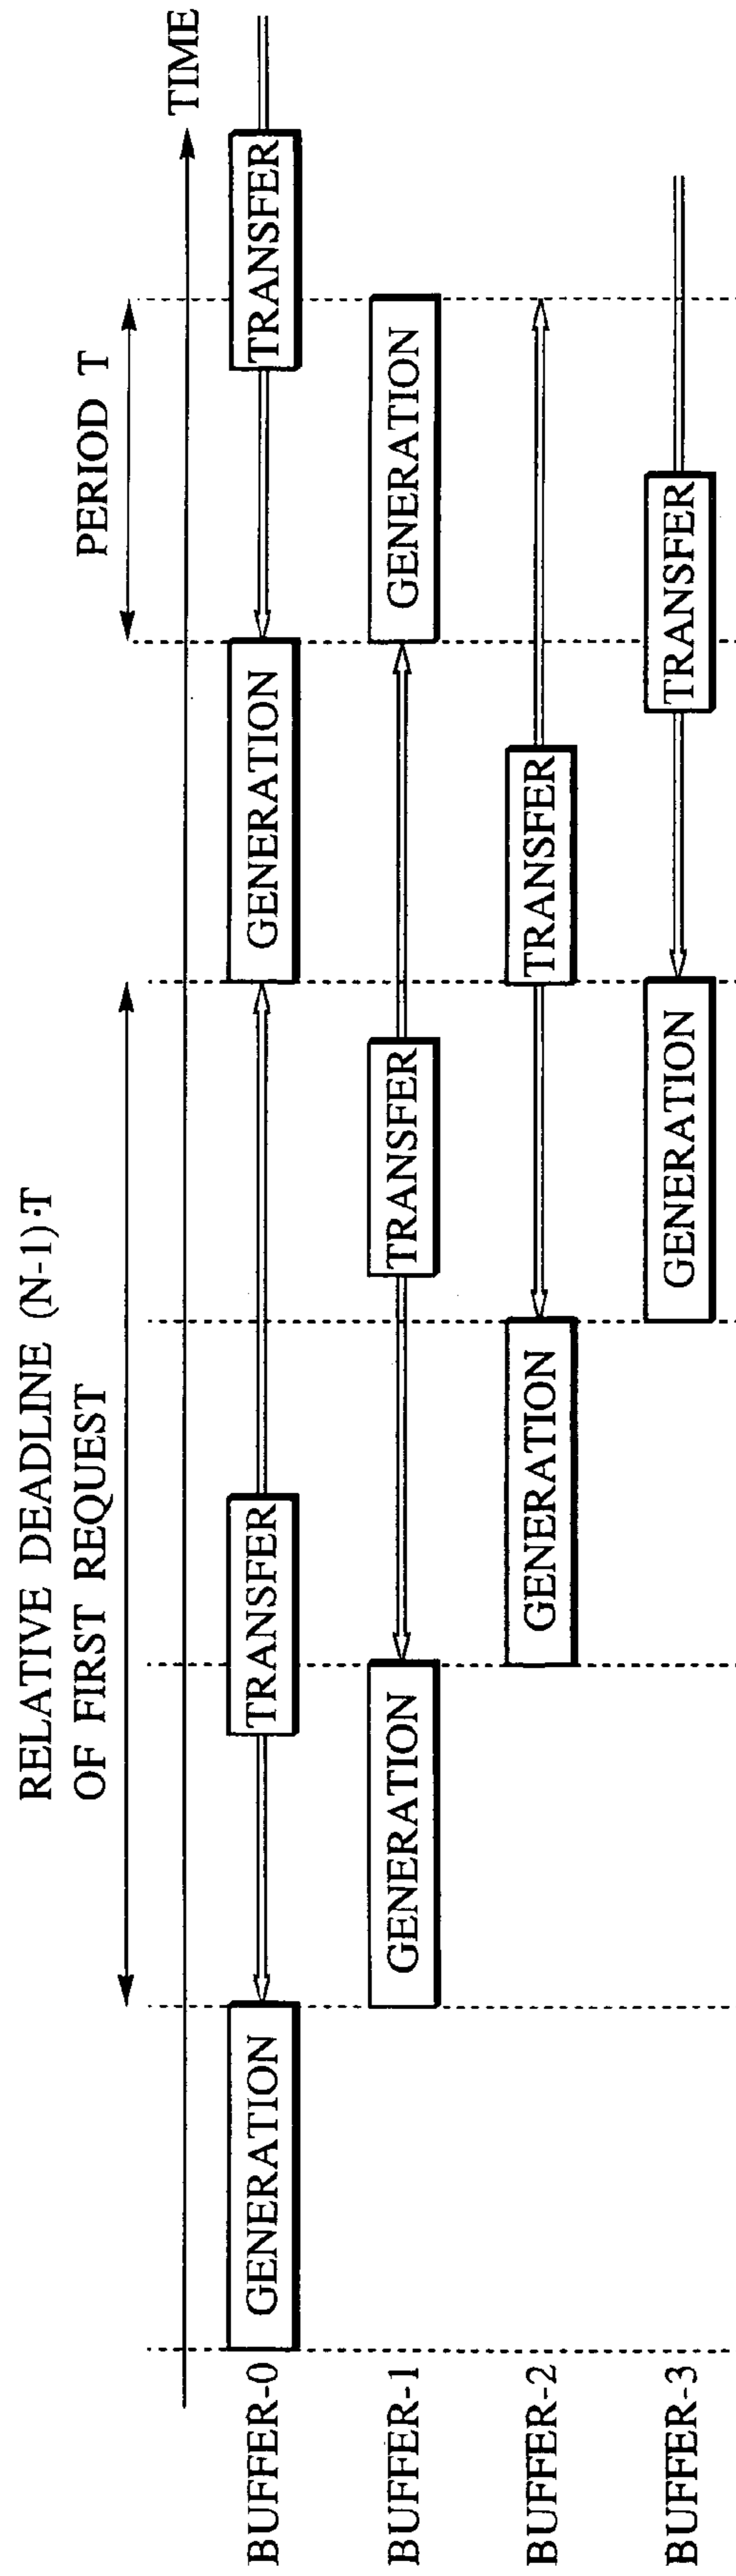 RELATIVE DEADLINE (N-1)·T
OF FIRST REQUEST
PERIOD T
TIME
BUFFER-0
GENERATION
TRANSFER
GENERATION
TRANSFER
BUFFER-1
GENERATION
TRANSFER
GENERATION
BUFFER-2
GENERATION
TRANSFER
BUFFER-3
GENERATION
TRANSFER